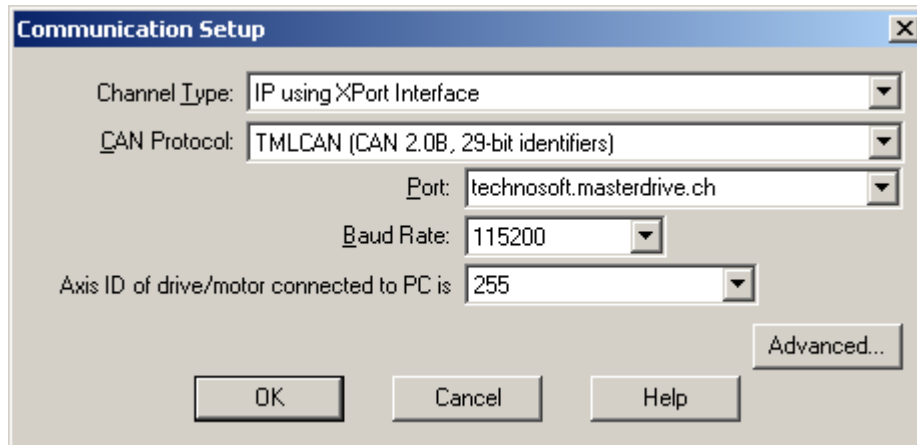 Communication Setup
Channel Type: IP using XPort Interface
CAN Protocol: TMLCAN (CAN 2.0B, 29-bit identifiers)
Port: technosoft.masterdrive.ch
Baud Rate: 115200
Axis ID of drive/motor connected to PC is 255
Advanced...
OK Cancel Help